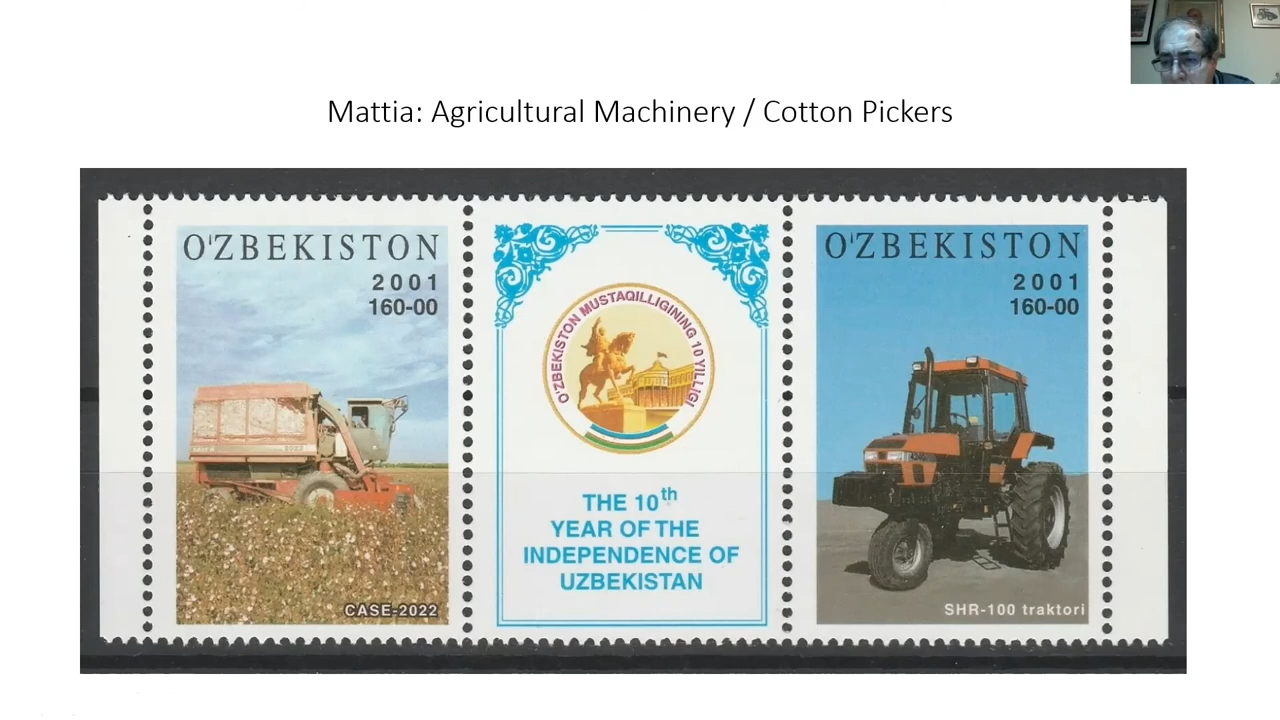 Mattia: Agricultural Machinery / Cotton Pickers
O'ZBEKISTON
2001
160-00
CASE-2022
O'ZBEKISTON MUSTAQILLIGINING 10 YILLIGI
THE 10th
YEAR OF THE
INDEPENDENCE OF
UZBEKISTAN
O'ZBEKISTON
2001
160-00
SHR-100 traktori